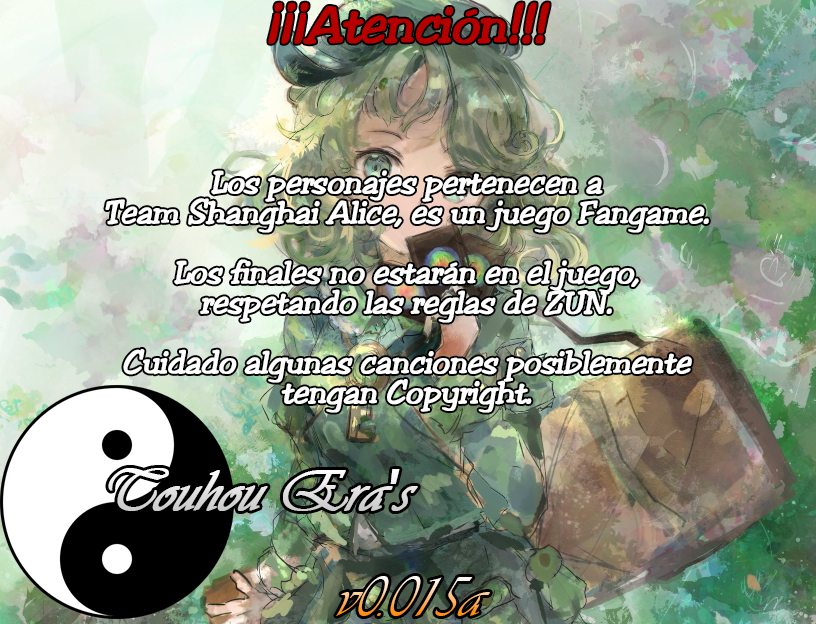 ¡¡¡Atención!!!
Los personajes pertenecen a
Team Shanghai Alice, es un juego Fangame.
Los finales no estarán en el juego,
respetando las reglas de ZUN.
Cuidado algunas canciones posiblemente
tengan Copyright.
Touhou Era's
v0.015a